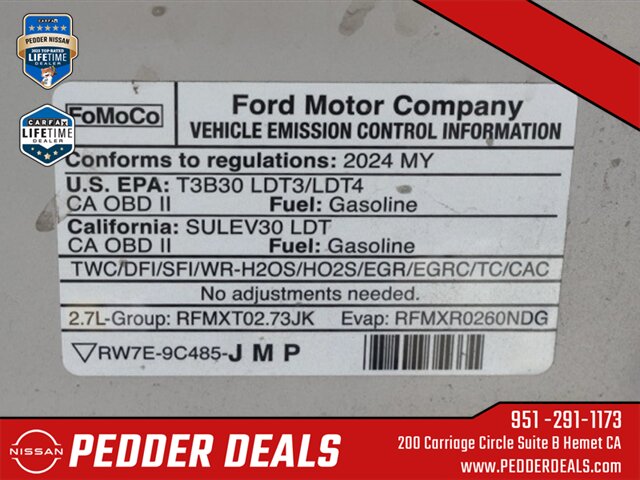 CARFAX
PEDDER NISSAN
2023 TOP-RATED
LIFETIME
DEALER
CARFAX
LIFETIME
DEALER
FoMoCo
Ford Motor Company
VEHICLE EMISSION CONTROL INFORMATION
Conforms to regulations: 2024 MY
U.S. EPA: T3B30 LDT3/LDT4
CA OBD II Fuel: Gasoline
California: SULEV30 LDT
CA OBD II Fuel: Gasoline
TWC/DFI/SFI/WR-H2OS/HO2S/EGR/EGRC/TC/CAC
No adjustments needed.
2.7L-Group: RFMXT02.73JK Evap: RFMXR0260NDG
RW7E-9C485-JMP
NISSAN
PEDDER DEALS
951 -291-1173
200 Carriage Circle Suite B Hemet CA
www.PEDDERDEALS.com